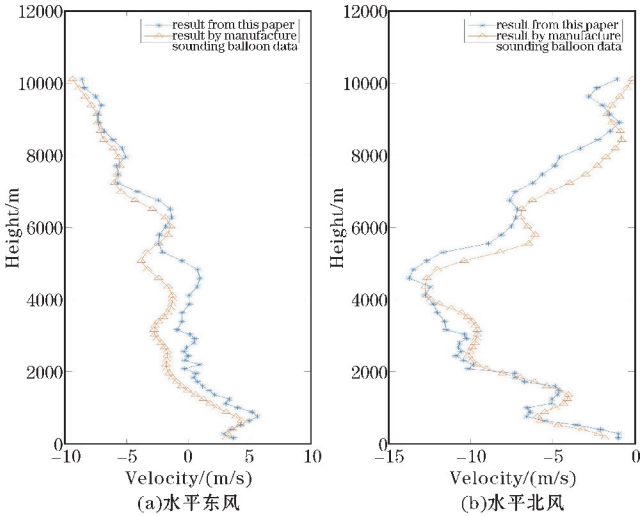 result from this paper
result by manufacture
sounding balloon data
12000
10000
8000
6000
4000
2000
0
Height/m
−10
−5
0
5
10
Velocity/(m/s)
(a)水平东风
result from this paper
result by manufacture
sounding balloon data
12000
10000
8000
6000
4000
2000
0
Height/m
−15
−10
−5
0
Velocity/(m/s)
(b)水平北风